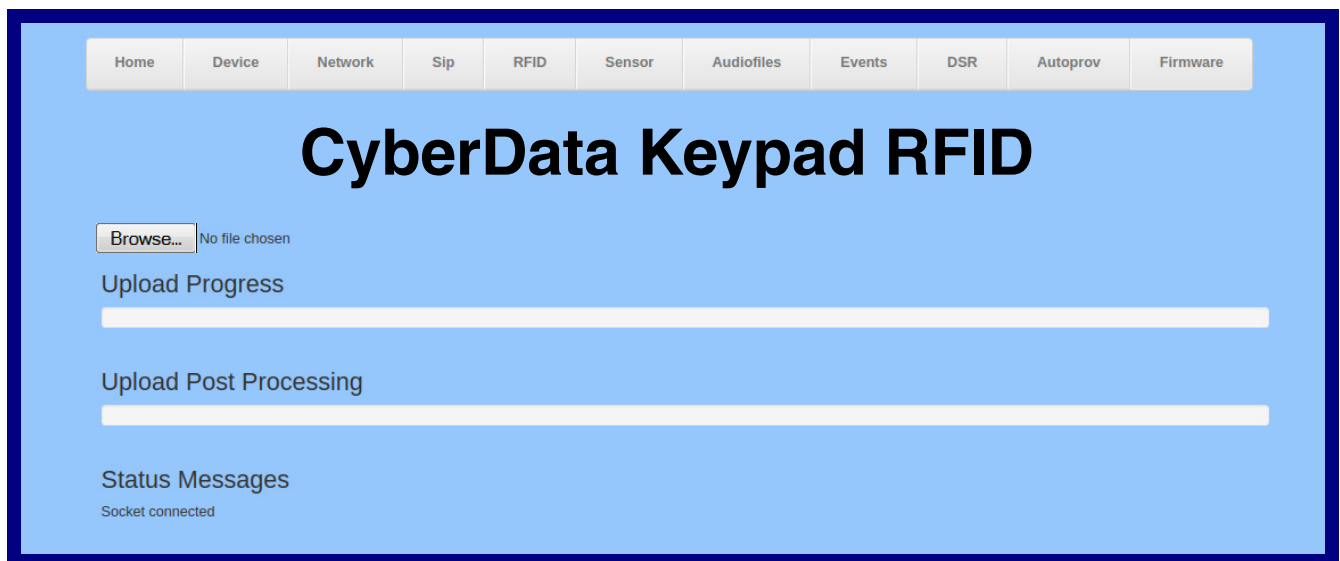 Home Device Network Sip RFID Sensor Audiofiles Events DSR Autoprov Firmware
CyberData Keypad RFID
Browse... No file chosen
Upload Progress
Upload Post Processing
Status Messages
Socket connected